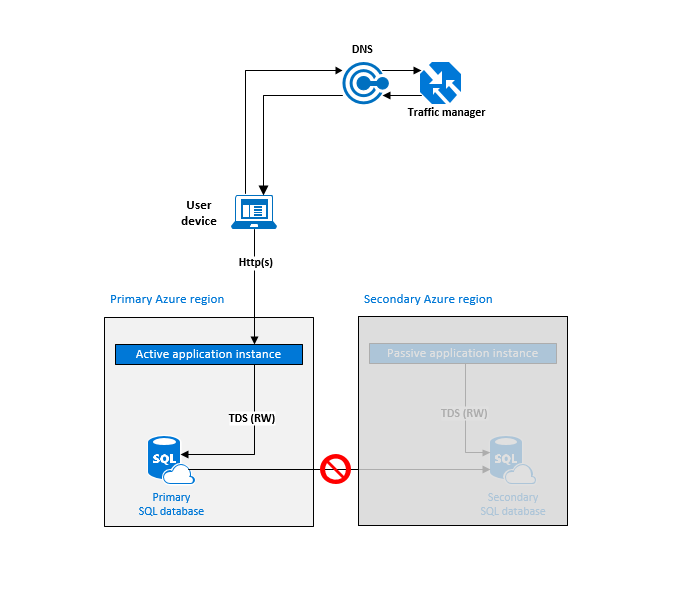 DNS
Traffic manager
User
device
Http(s)
Primary Azure region
Secondary Azure region
Active application instance
Passive application instance
TDS (RW)
TDS (RW)
SQL
SQL
Primary
SQL database
Secondary
SQL database